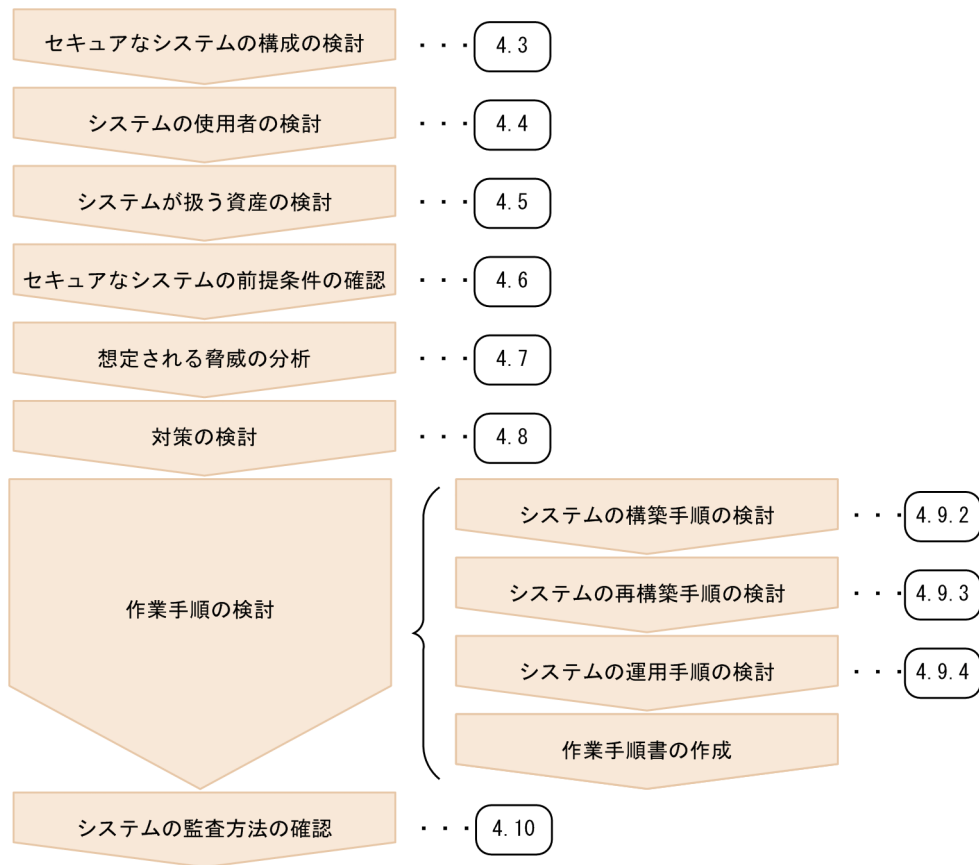 セキュアなシステムの構成の検討 ・・・ 4.3
システムの使用者の検討 ・・・ 4.4
システムが扱う資産の検討 ・・・ 4.5
セキュアなシステムの前提条件の確認 ・・・ 4.6
想定される脅威の分析 ・・・ 4.7
対策の検討 ・・・ 4.8
作業手順の検討
システムの構築手順の検討 ・・・ 4.9.2
システムの再構築手順の検討 ・・・ 4.9.3
システムの運用手順の検討 ・・・ 4.9.4
作業手順書の作成
システムの監査方法の確認 ・・・ 4.10